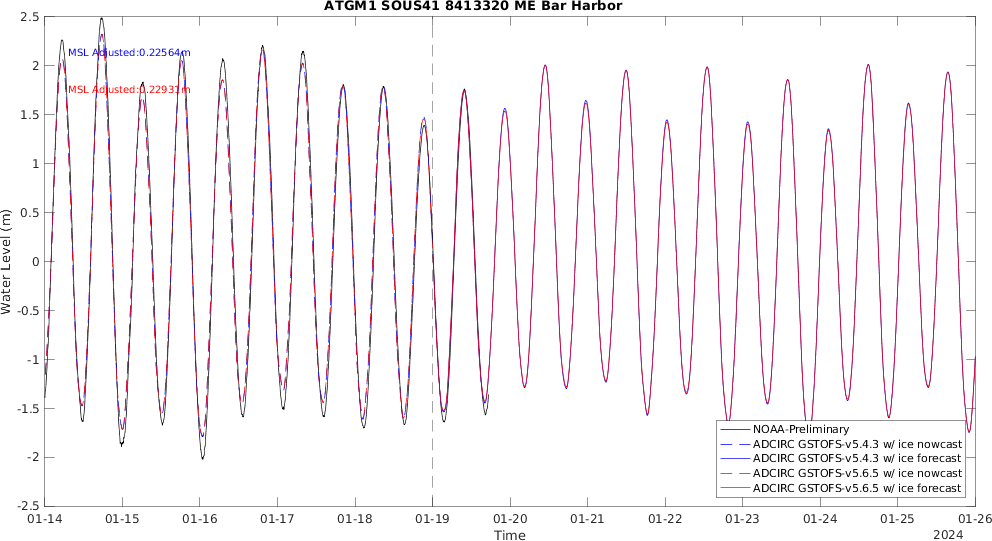 ATGM1 SOUS41 8413320 ME Bar Harbor
2.5
2
1.5
1
0.5
0
-0.5
-1
-1.5
-2
-2.5
Water Level (m)
MSL Adjusted:0.22564m
MSL Adjusted:0.22931m
NOAA-Preliminary
ADCIRC GSTOFS-v5.4.3 w/ ice nowcast
ADCIRC GSTOFS-v5.4.3 w/ ice forecast
ADCIRC GSTOFS-v5.6.5 w/ ice nowcast
ADCIRC GSTOFS-v5.6.5 w/ ice forecast
01-14 01-15 01-16 01-17 01-18 01-19 01-20 01-21 01-22 01-23 01-24 01-25 01-26
Time
2024